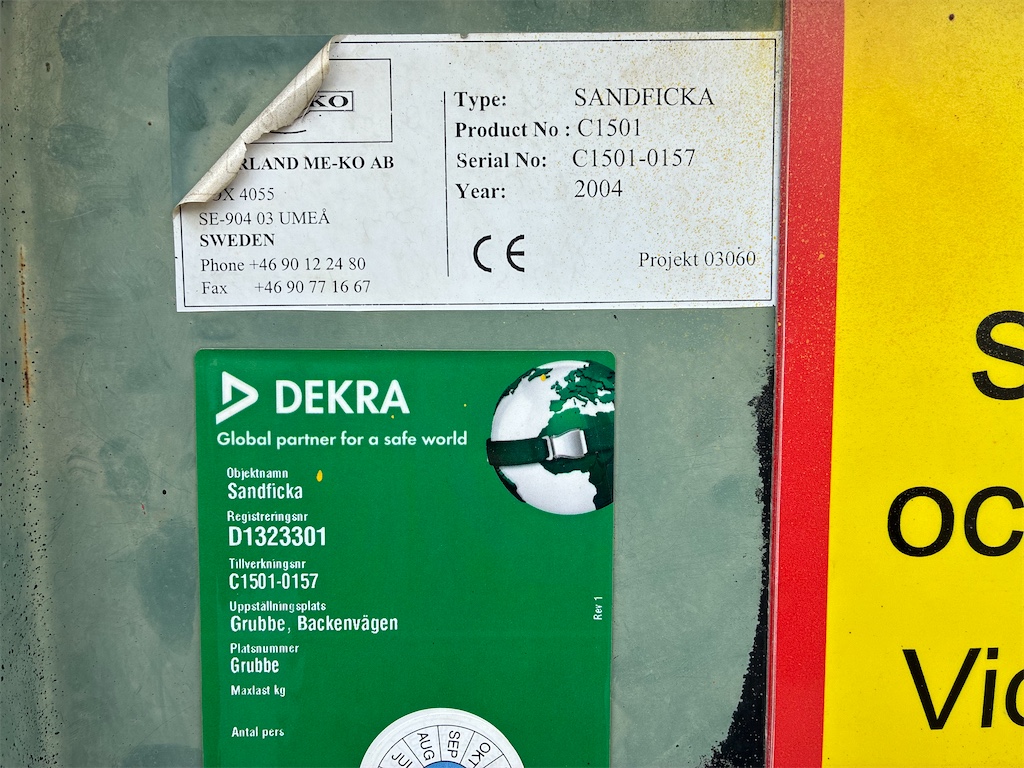 KO
RLAND ME-KO AB
OX 4055
SE-904 03 UMEÅ
SWEDEN
Phone +46 90 12 24 80
Fax +46 90 77 16 67
Type: SANDFICKA
Product No : C1501
Serial No: C1501-0157
Year: 2004
CE
Projekt 03060
DEKRA
Global partner for a safe world
Objektnamn
Sandficka
Registreringsnr
D1323301
Tillverkningsnr
C1501-0157
Uppställningsplats
Grubbe, Backenvägen
Platsnummer
Grubbe
Maxlast kg
Antal pers
Rev 1
JUL AUG SEP OKT
S
oc
Vid